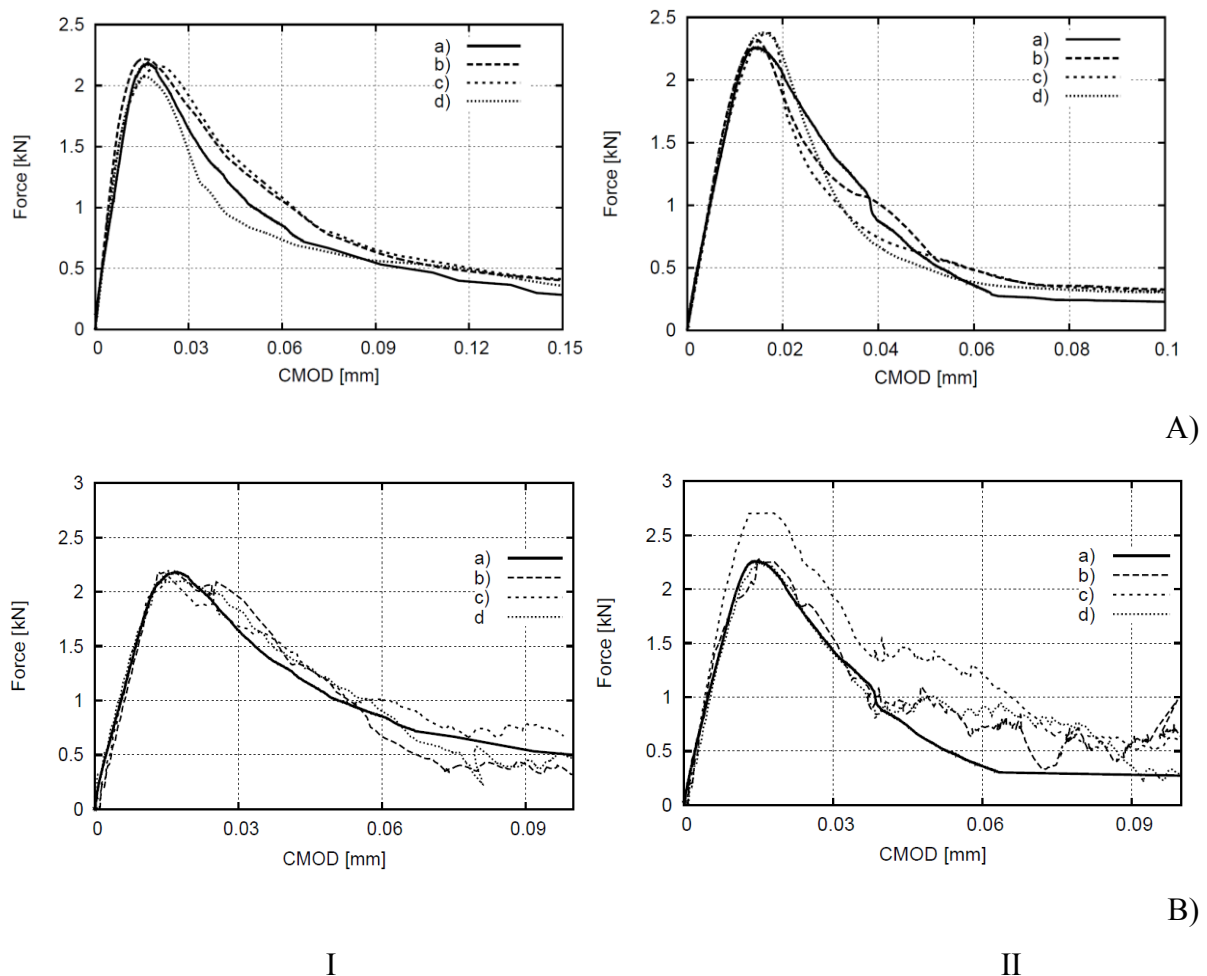 2.5
2
1.5
1
0.5
0
Force [kN]
a)
b)
c)
d)
0
0.03
0.06
0.09
0.12
0.15
CMOD [mm]
2.5
2
1.5
1
0.5
0
Force [kN]
a)
b)
c)
d)
0
0.02
0.04
0.06
0.08
0.1
CMOD [mm]
A)
3
2.5
2
1.5
1
0.5
0
Force [kN]
a)
b)
c)
d
0
0.03
0.06
0.09
CMOD [mm]
3
2.5
2
1.5
1
0.5
0
Force [kN]
a)
b)
c)
d)
0
0.03
0.06
0.09
CMOD [mm]
B)
I
II